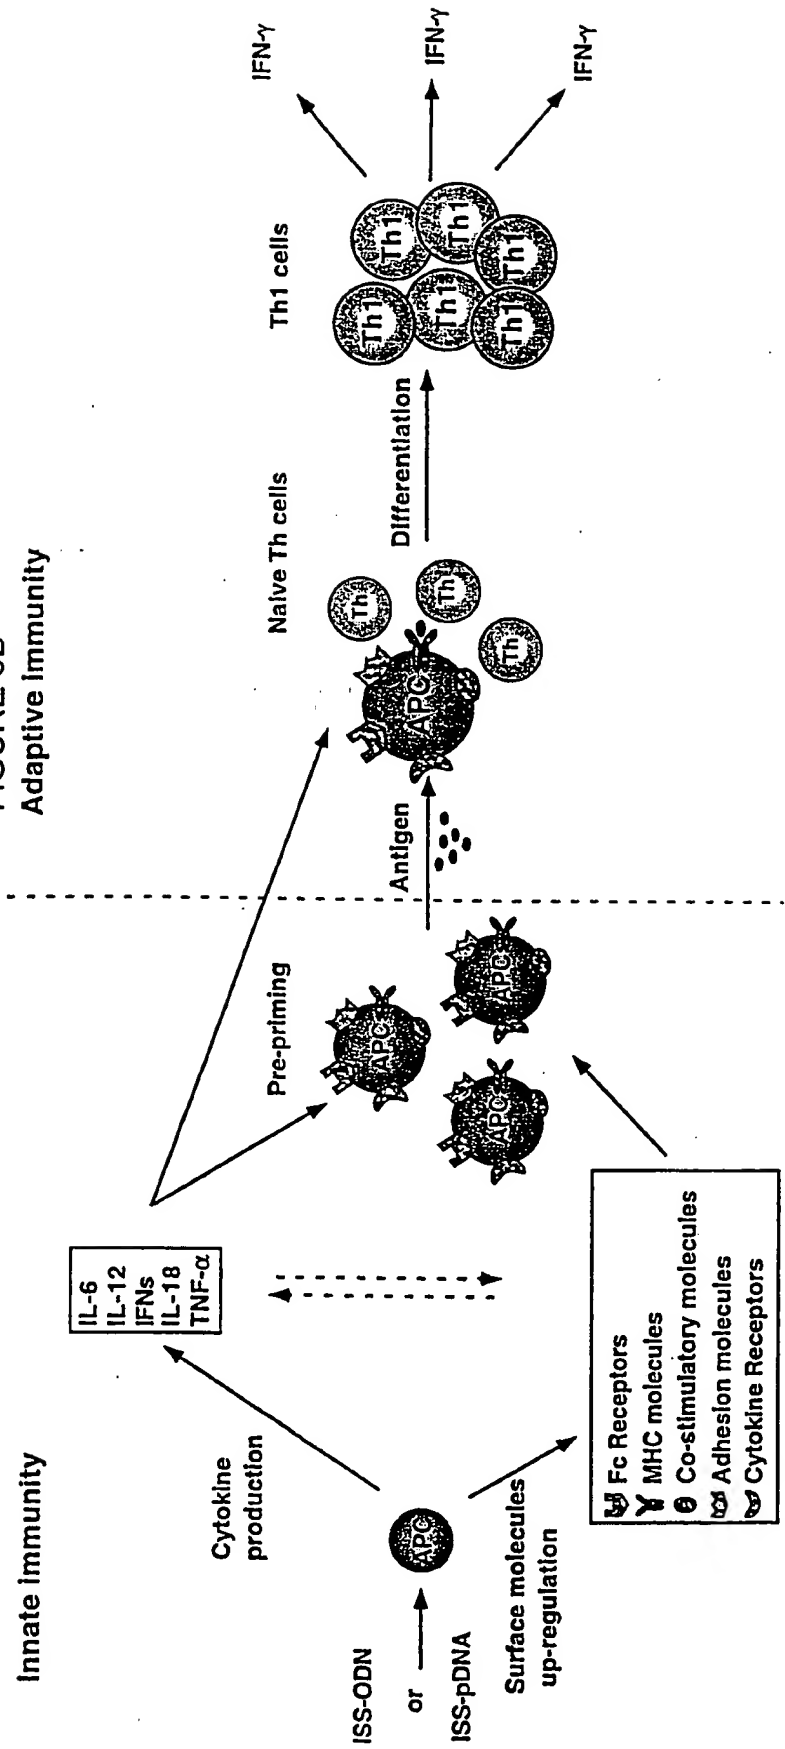 Adaptive Immunity
Innate immunity
ISS-ODN
or
ISS-pDNA
APC
Cytokine
production
Surface molecules
up-regulation
IL-6
IL-12
IFNs
IL-18
TNF-α
Fc Receptors
MHC molecules
Co-stimulatory molecules
Adhesion molecules
Cytokine Receptors
Pre-priming
APC
APC
APC
Antigen
APC
Naive Th cells
Th
Th
Th
Differentiation
Th1 cells
Th1
Th1
Th1
Th1
Th1
Th1
IFN-γ
IFN-γ
IFN-γ